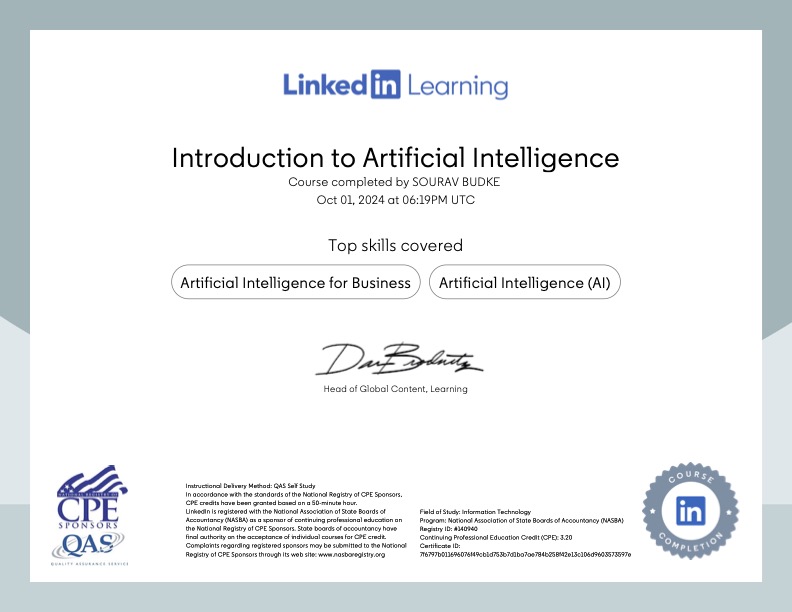 Linked in Learning
Introduction to Artificial Intelligence
Course completed by SOURAV BUDKE
Oct 01, 2024 at 06:19PM UTC
Top skills covered
Artificial Intelligence for Business
Artificial Intelligence (AI)
Head of Global Content, Learning
NATIONAL REGISTRY OF
CPE
SPONSORS
QAS
QUALITY ASSURANCE SERVICE
Instructional Delivery Method: QAS Self Study
In accordance with the standards of the National Registry of CPE Sponsors,
CPE credits have been granted based on a 50-minute hour.
LinkedIn is registered with the National Association of State Boards of
Accountancy (NASBA) as a sponsor of continuing professional education on
the National Registry of CPE Sponsors. State boards of accountancy have
final authority on the acceptance of individual courses for CPE credit.
Complaints regarding registered sponsors may be submitted to the National
Registry of CPE Sponsors through its web site: www.nasbaregistry.org
Field of Study: Information Technology
Program: National Association of State Boards of Accountancy (NASBA)
Registry ID: #140940
Continuing Professional Education Credit (CPE): 3.20
Certificate ID:
7f6797b011696076f49cb1d753b7d1ba7ae784b258f42e13c106d9603573597e
COURSE
in
COMPLETION